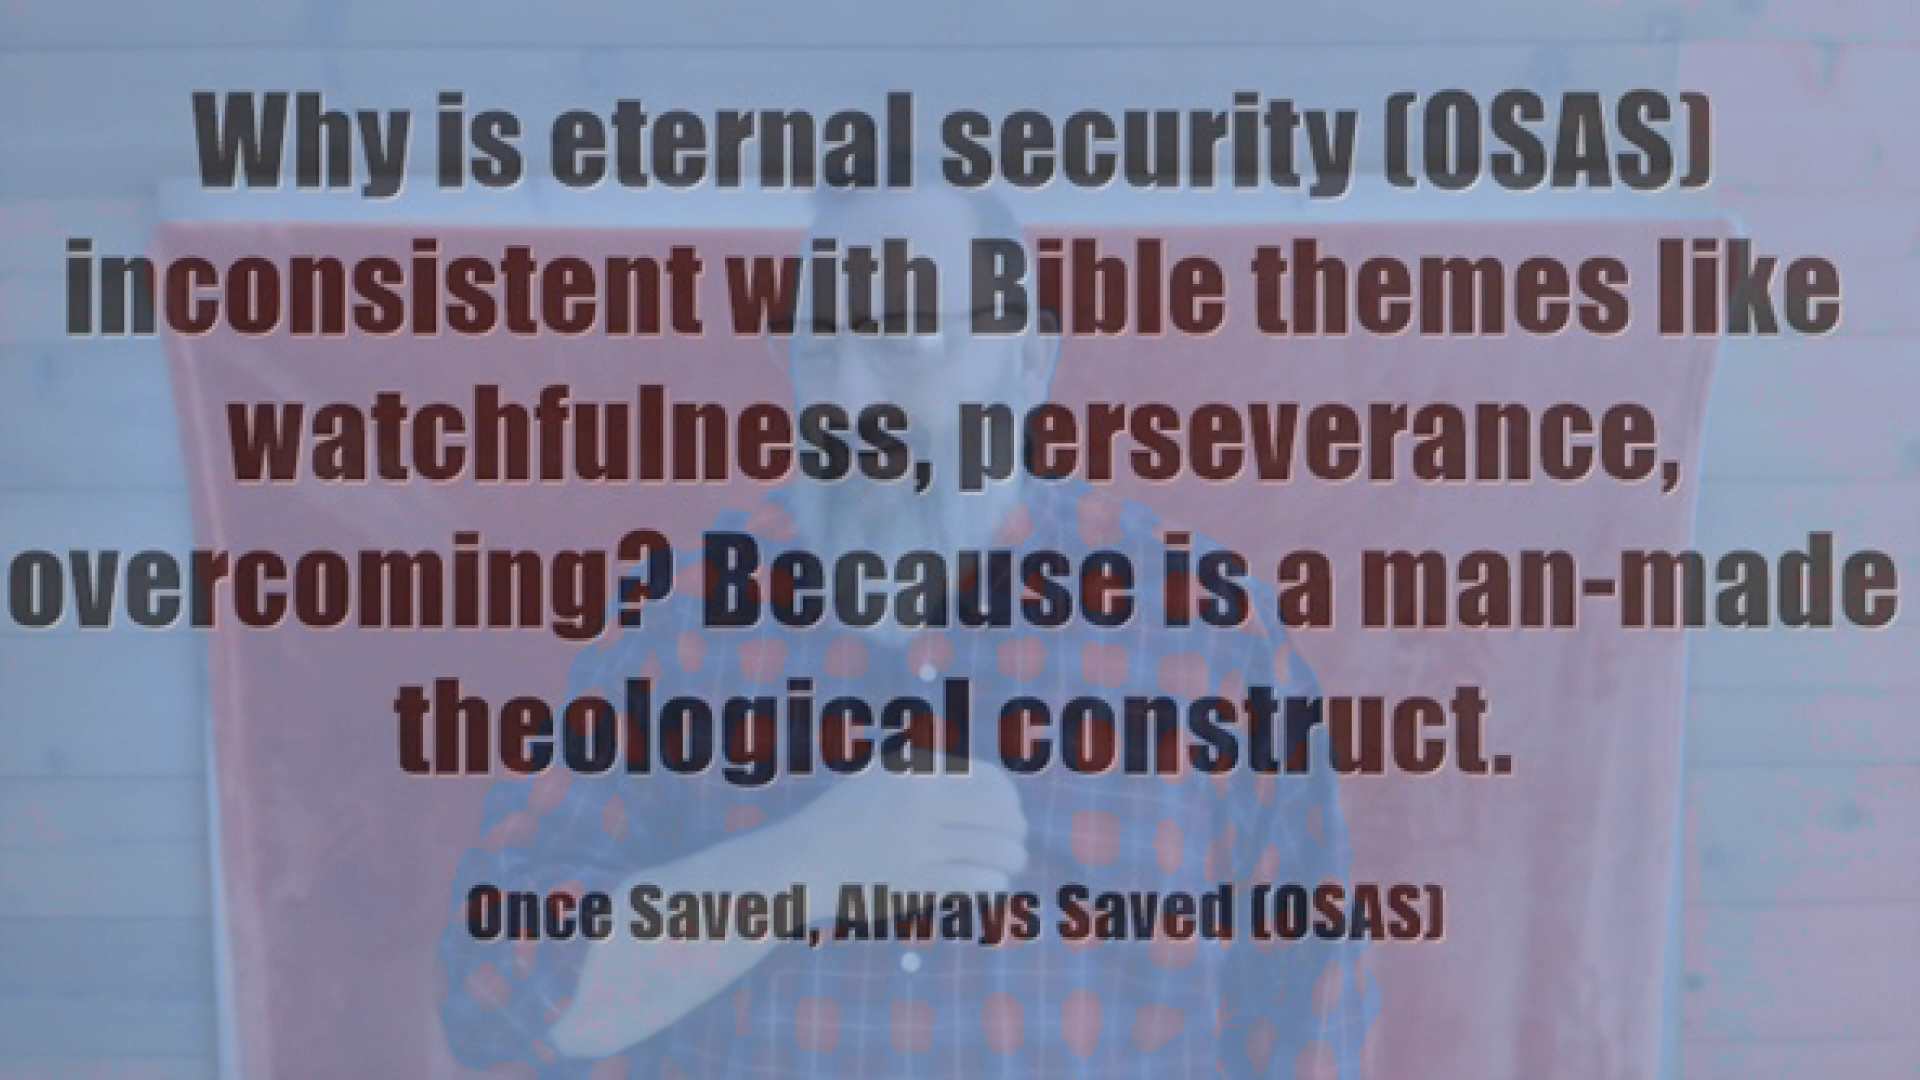 Why is eternal security (OSAS)
inconsistent with Bible themes like
watchfulness, perseverance,
overcoming? Because is a man-made
theological construct.
Once Saved, Always Saved (OSAS)